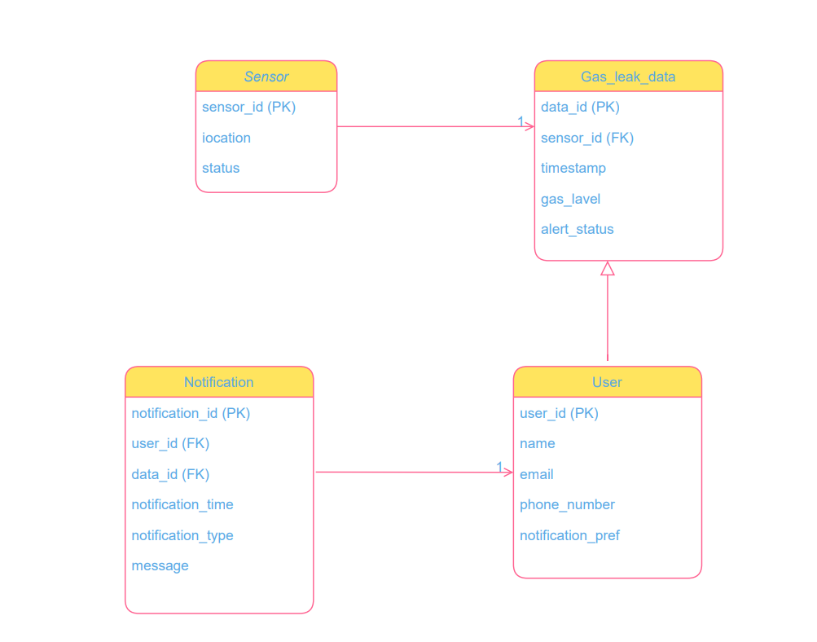 Sensor
sensor_id (PK)
iocation
status
1
Gas_leak_data
data_id (PK)
sensor_id (FK)
timestamp
gas_lavel
alert_status
Notification
notification_id (PK)
user_id (FK)
data_id (FK)
notification_time
notification_type
message
1
User
user_id (PK)
name
email
phone_number
notification_pref